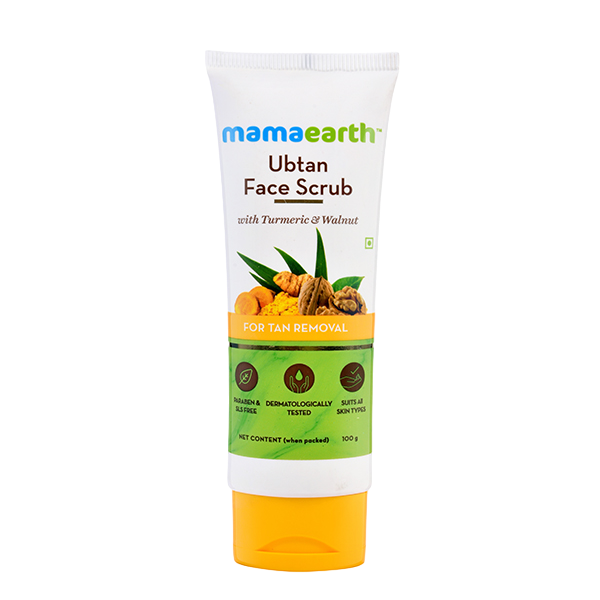 mamaearth™
Ubtan
Face Scrub
with Turmeric & Walnut
FOR TAN REMOVAL
PARABEN &
SLS FREE
DERMATOLOGICALLY
TESTED
SUITS All
SKIN TYPES
NET CONTENT (when packed) 100 g